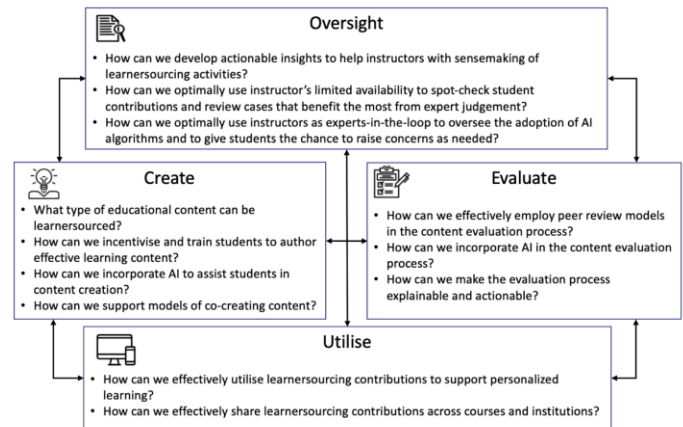 Oversight
• How can we develop actionable insights to help instructors with sensemaking of
learnersourcing activities?
• How can we optimally use instructor's limited availability to spot-check student
contributions and review cases that benefit the most from expert judgement?
• How can we optimally use instructors as experts-in-the-loop to oversee the adoption of AI
algorithms and to give students the chance to raise concerns as needed?
Create
• What type of educational content can be
learnersourced?
• How can we incentivise and train students to author
effective learning content?
• How can we incorporate AI to assist students in
content creation?
• How can we support models of co-creating content?
Evaluate
• How can we effectively employ peer review models
in the content evaluation process?
• How can we incorporate AI in the content evaluation
process?
• How can we make the evaluation process
explainable and actionable?
Utilise
• How can we effectively utilise learnersourcing contributions to support personalized
learning?
• How can we effectively share learnersourcing contributions across courses and institutions?